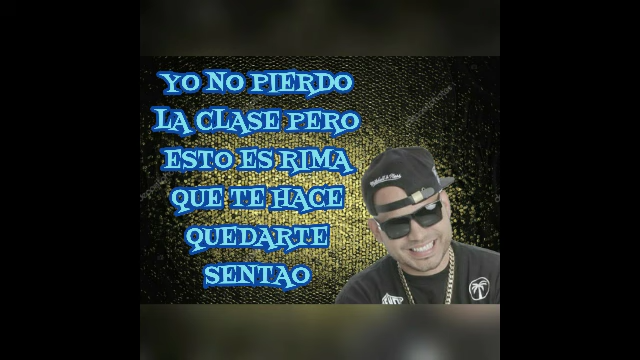 YO NO PIERDO
LA CLASE PERO
ESTO ES RIMA
QUE TE HACE
QUEDARTE
SENTAO